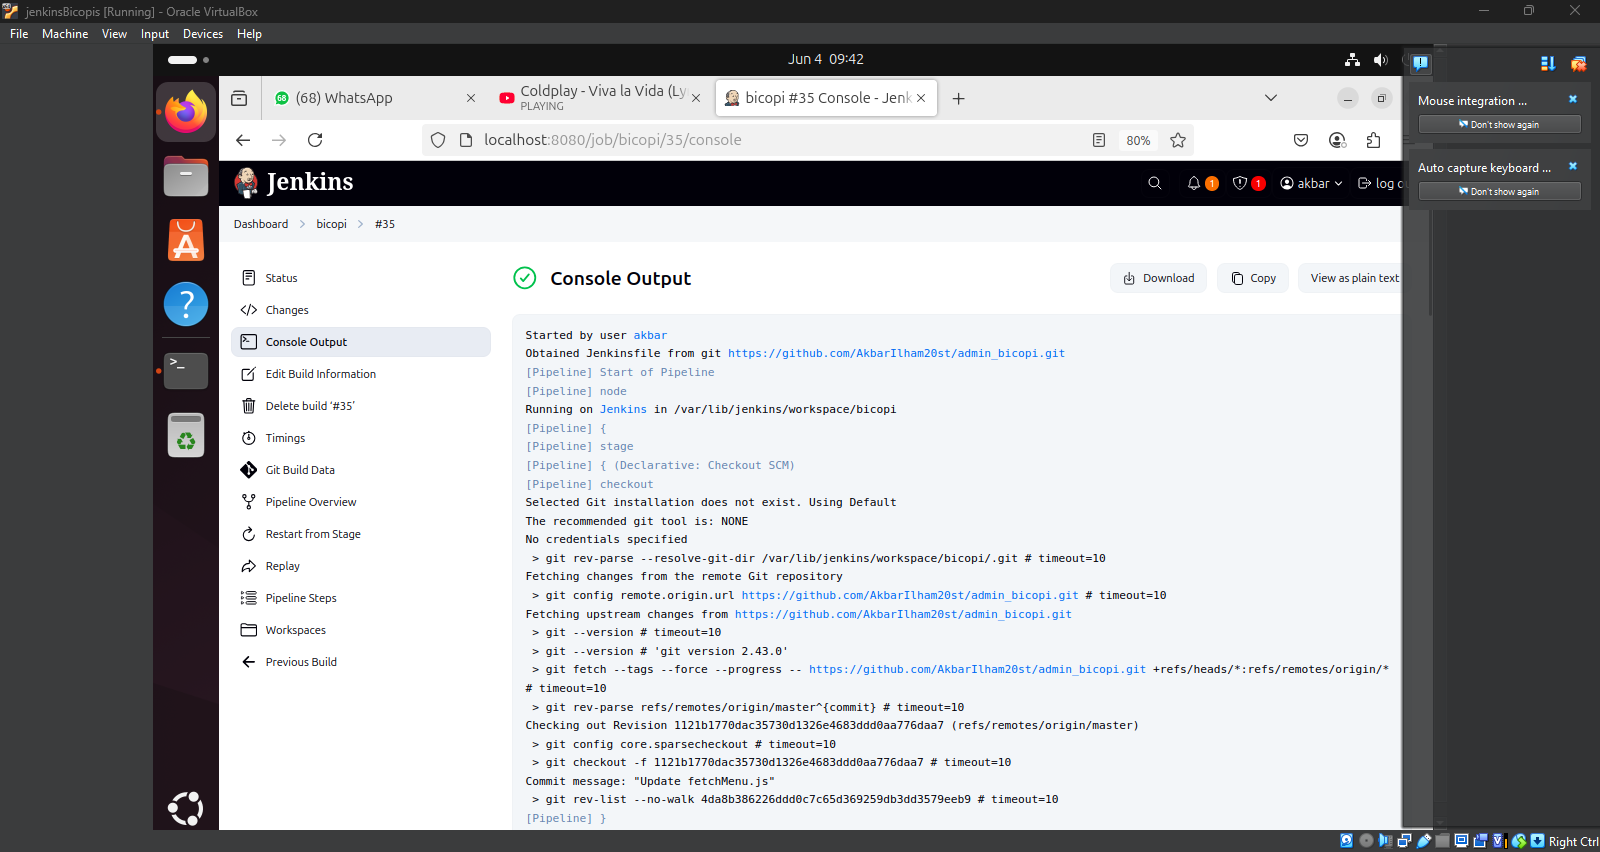 jenkinsBicopis [Running] - Oracle VirtualBox
File Machine View Input Devices Help
Jun 4 09:42
(68) WhatsApp
Coldplay - Viva la Vida (Ly
PLAYING
bicopi #35 Console - Jenk
Mouse integration ...
Don't show again
Auto capture keyboard ...
Don't show again
localhost:8080/job/bicopi/35/console
80%
Jenkins
1
1
akbar
log
Dashboard
bicopi
#35
Status
Changes
Console Output
Edit Build Information
Delete build ‘#35’
Timings
Git Build Data
Pipeline Overview
Restart from Stage
Replay
Pipeline Steps
Workspaces
Previous Build
Console Output
Download
Copy
View as plain text
Started by user akbar
Obtained Jenkinsfile from git https://github.com/AkbarIlham20st/admin_bicopi.git
[Pipeline] Start of Pipeline
[Pipeline] node
Running on Jenkins in /var/lib/jenkins/workspace/bicopi
[Pipeline] {
[Pipeline] stage
[Pipeline] { (Declarative: Checkout SCM)
[Pipeline] checkout
Selected Git installation does not exist. Using Default
The recommended git tool is: NONE
No credentials specified
> git rev-parse --resolve-git-dir /var/lib/jenkins/workspace/bicopi/.git # timeout=10
Fetching changes from the remote Git repository
> git config remote.origin.url https://github.com/AkbarIlham20st/admin_bicopi.git # timeout=10
Fetching upstream changes from https://github.com/AkbarIlham20st/admin_bicopi.git
> git --version # timeout=10
> git --version # 'git version 2.43.0'
> git fetch --tags --force --progress -- https://github.com/AkbarIlham20st/admin_bicopi.git +refs/heads/*:refs/remotes/origin/*
# timeout=10
> git rev-parse refs/remotes/origin/master^{commit} # timeout=10
Checking out Revision 1121b1770dac35730d1326e4683ddd0aa776daa7 (refs/remotes/origin/master)
> git config core.sparsecheckout # timeout=10
> git checkout -f 1121b1770dac35730d1326e4683ddd0aa776daa7 # timeout=10
Commit message: "Update fetchMenu.js"
> git rev-list --no-walk 4da8b386226ddd0c7c65d369259db3dd3579eeb9 # timeout=10
[Pipeline] }
Right Ctrl